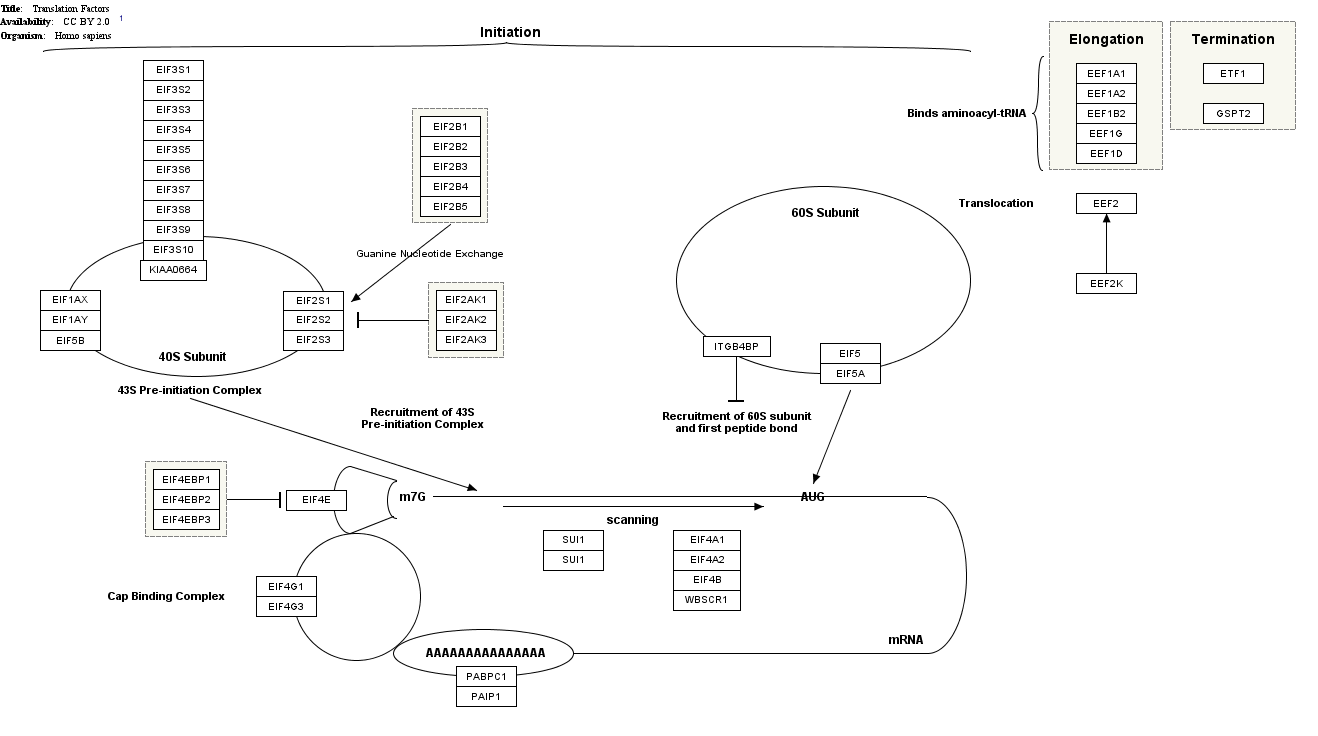 Title: Translation Factors
Availability: CC BY 2.0 1
Organism: Homo sapiens
Initiation
EIF3S1
EIF3S2
EIF3S3
EIF3S4
EIF3S5
EIF3S6
EIF3S7
EIF3S8
EIF3S9
EIF3S10
KIAA0664
EIF1AX
EIF1AY
EIF5B
EIF2S1
EIF2S2
EIF2S3
40S Subunit
43S Pre-initiation Complex
EIF2B1
EIF2B2
EIF2B3
EIF2B4
EIF2B5
Guanine Nucleotide Exchange
EIF2AK1
EIF2AK2
EIF2AK3
Recruitment of 43S
Pre-initiation Complex
60S Subunit
ITGB4BP
EIF5
EIF5A
Recruitment of 60S subunit
and first peptide bond
Elongation
Binds aminoacyl-tRNA
EEF1A1
EEF1A2
EEF1B2
EEF1G
EEF1D
Translocation
EEF2
EEF2K
Termination
ETF1
GSPT2
EIF4EBP1
EIF4EBP2
EIF4EBP3
EIF4E
m7G
AUG
scanning
SUI1
SUI1
EIF4A1
EIF4A2
EIF4B
WBSCR1
Cap Binding Complex
EIF4G1
EIF4G3
mRNA
AAAAAAAAAAAAAAA
PABPC1
PAIP1